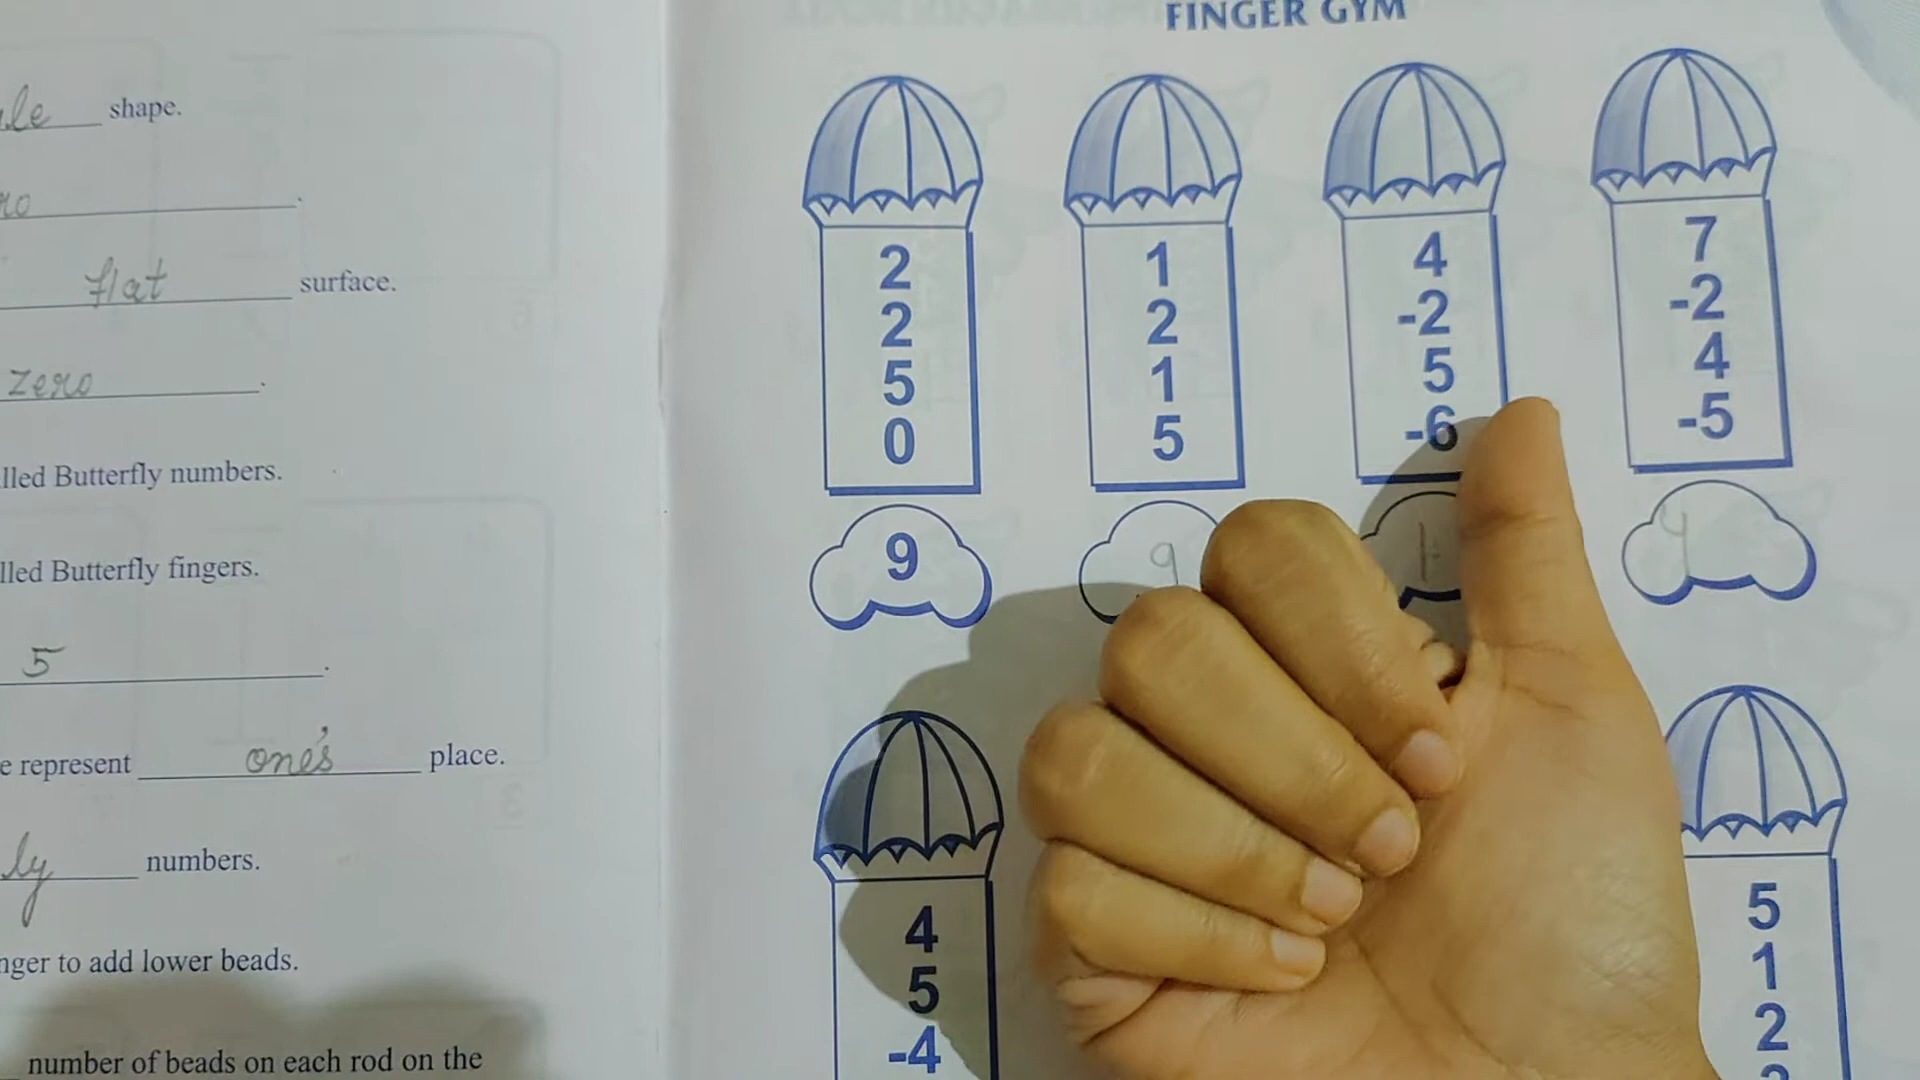 le shape.
ro .
flat surface.
zero .
lled Butterfly numbers.
lled Butterfly fingers.
5 .
e represent one's place.
ly numbers.
nger to add lower beads.
number of beads on each rod on the
FINGER GYM
2
2
5
0
9
1
2
1
5
9
4
-2
5
-6
1
7
-2
4
-5
4
5
-4
5
1
2